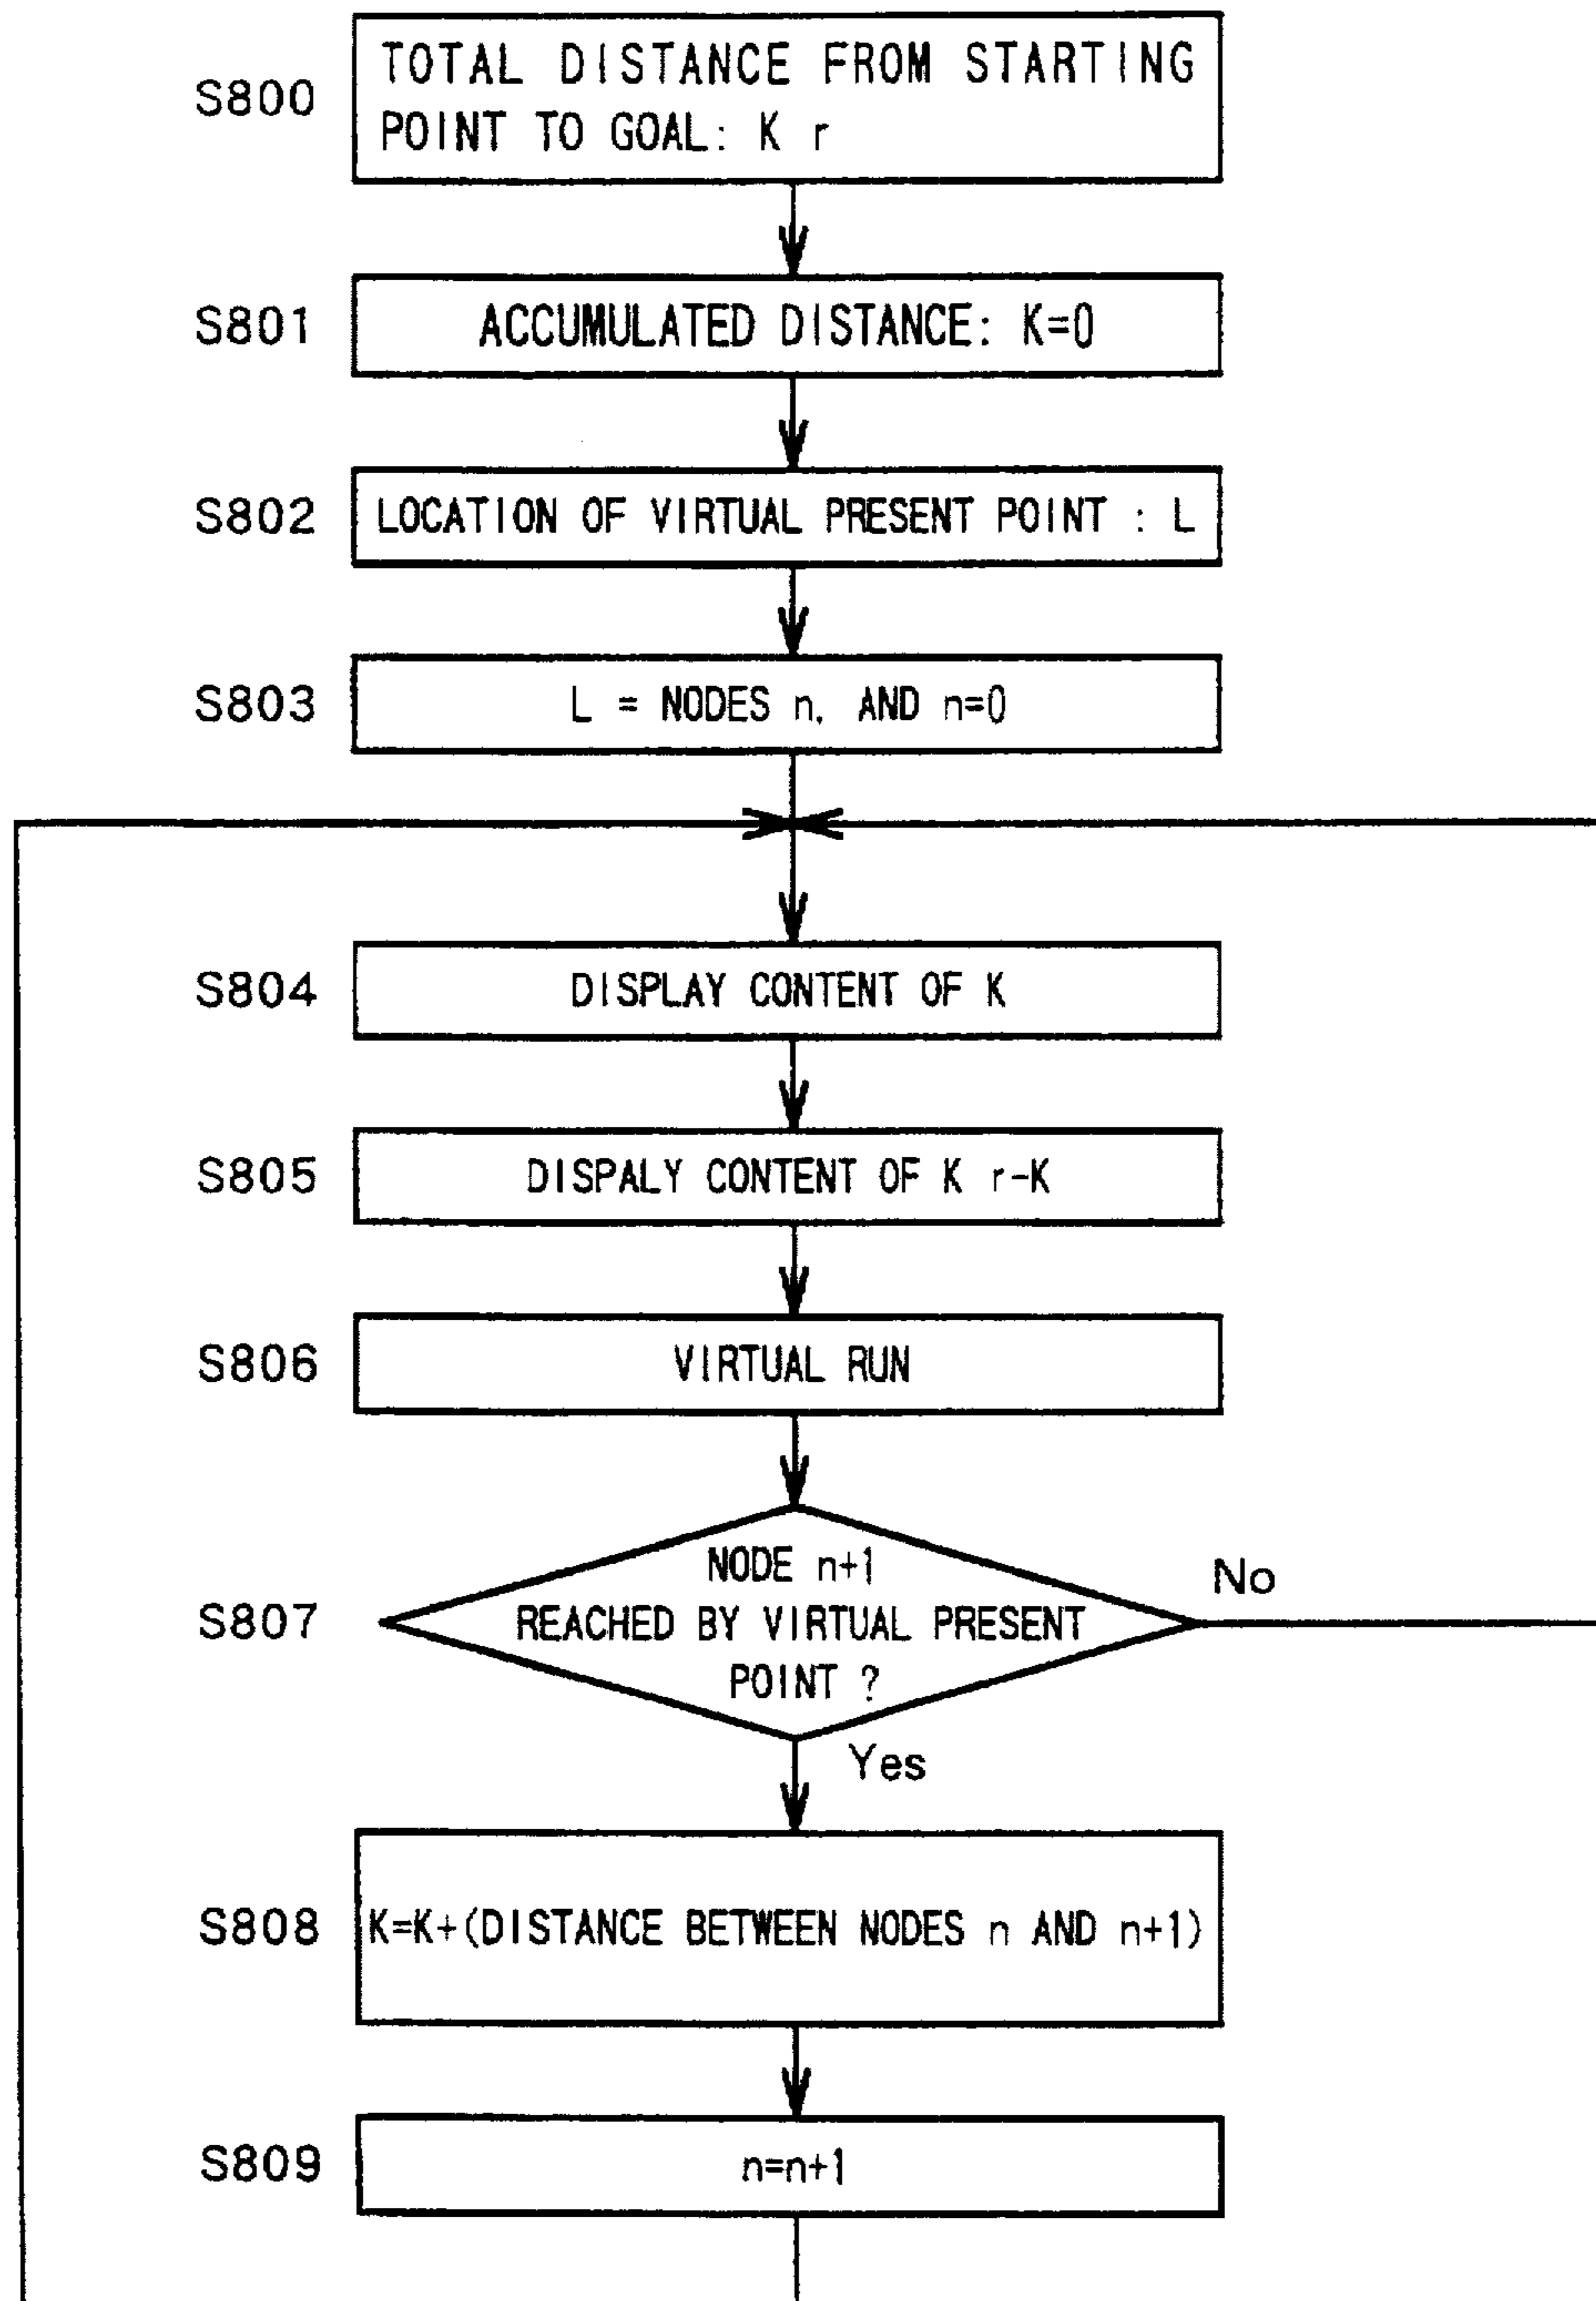 S800
TOTAL DISTANCE FROM STARTING
POINT TO GOAL: K r
S801
ACCUMULATED DISTANCE: K=0
S802
LOCATION OF VIRTUAL PRESENT POINT : L
S803
L = NODES n, AND n=0
S804
DISPLAY CONTENT OF K
S805
DISPALY CONTENT OF K r-K
S806
VIRTUAL RUN
S807
NODE n+1
REACHED BY VIRTUAL PRESENT
POINT ?
No
Yes
S808
K=K+(DISTANCE BETWEEN NODES n AND n+1)
S809
n=n+1